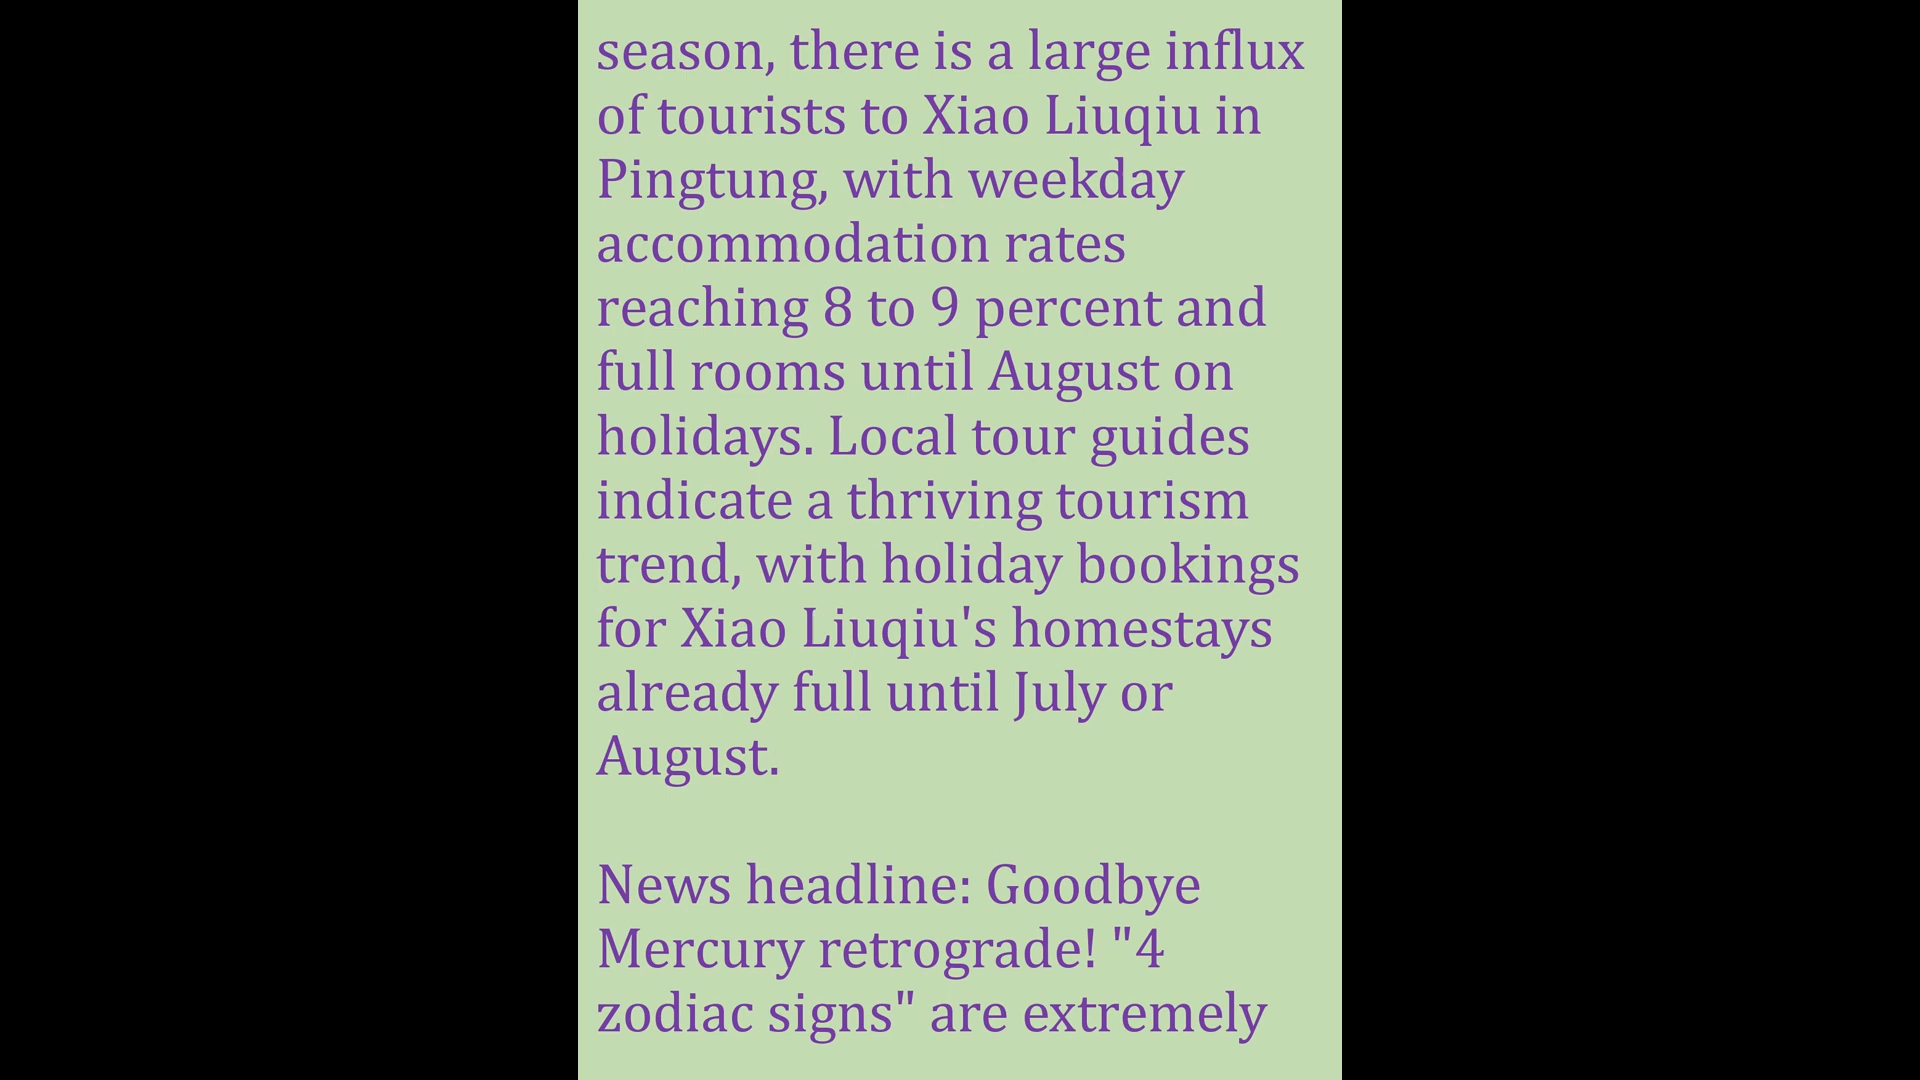 season, there is a large influx
of tourists to Xiao Liuqiu in
Pingtung, with weekday
accommodation rates
reaching 8 to 9 percent and
full rooms until August on
holidays. Local tour guides
indicate a thriving tourism
trend, with holiday bookings
for Xiao Liuqiu's homestays
already full until July or
August.
News headline: Goodbye
Mercury retrograde! "4
zodiac signs" are extremely